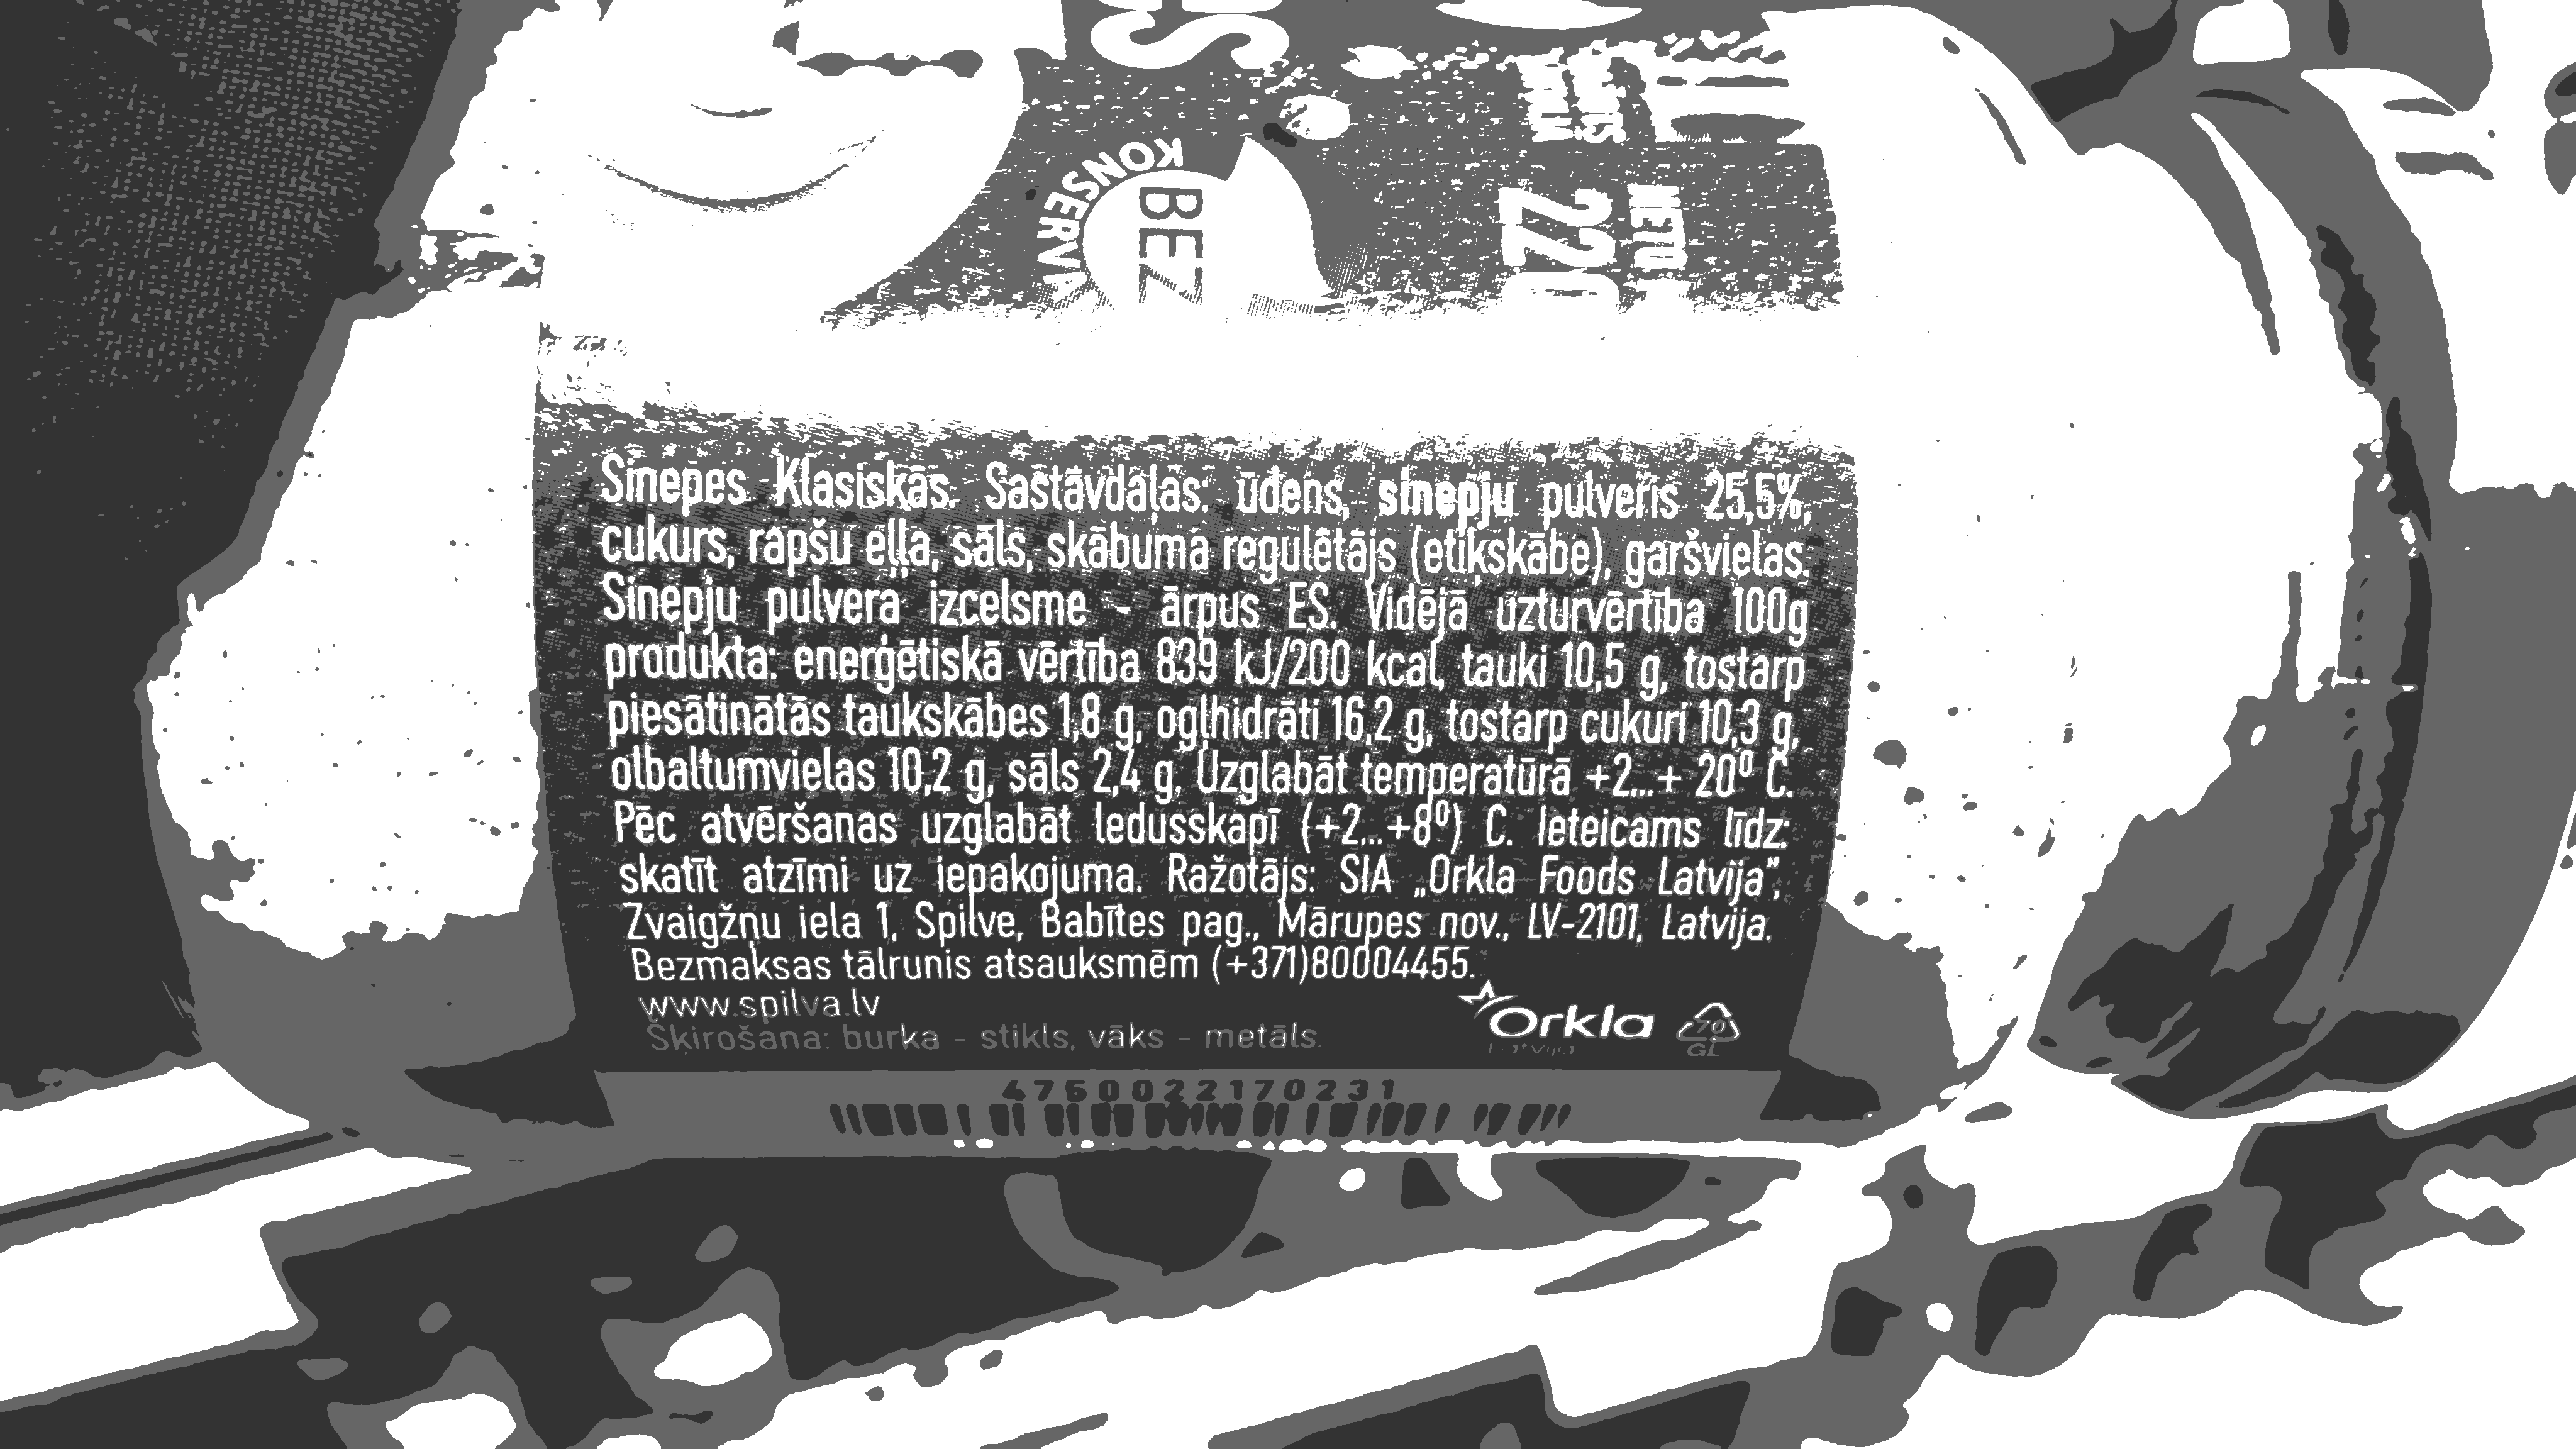 KONSERV
BEZ
NETO
220
Sinepes Klasiskās. Sastāvdaļas: ūdens, sinepju pulveris 25,5%,
cukurs, rapšu eļļa, sāls, skābuma regulētājs (etiķskābe), garšvielas.
Sinepju pulvera izcelsme - ārpus ES. Vidējā uzturvērtība 100g
produkta: enerģētiskā vērtība 839 kJ/200 kcal, tauki 10,5 g, tostarp
piesātinātās taukskābes 1,8 g, ogļhidrāti 16,2 g, tostarp cukuri 10,3 g,
olbaltumvielas 10,2 g, sāls 2,4 g, Uzglabāt temperatūrā +2...+ 20⁰ C.
Pēc atvēršanas uzglabāt ledusskapī (+2...+8⁰) C. Ieteicams līdz:
skatīt atzīmi uz iepakojuma. Ražotājs: SIA „Orkla Foods Latvija",
Zvaigžņu iela 1, Spilve, Babītes pag., Mārupes nov., LV-2101, Latvija.
Bezmaksas tālrunis atsauksmēm (+371)80004455.
www.spilva.lv
Šķirošana: burka - stikls, vāks - metāls.
Orkla
Latvija
70
GL
4750022170231